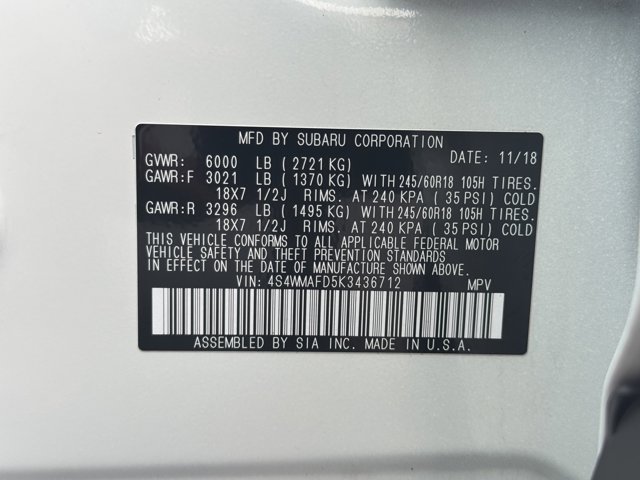 MFD BY SUBARU CORPORATION
GVWR: 6000 LB ( 2721 KG) DATE: 11/18
GAWR:F 3021 LB ( 1370 KG) WITH 245/60R18 105H TIRES.
18X7 1/2J RIMS. AT 240 KPA ( 35 PSI) COLD
GAWR:R 3296 LB ( 1495 KG) WITH 245/60R18 105H TIRES.
18X7 1/2J RIMS. AT 240 KPA ( 35 PSI) COLD
THIS VEHICLE CONFORMS TO ALL APPLICABLE FEDERAL MOTOR
VEHICLE SAFETY AND THEFT PREVENTION STANDARDS
IN EFFECT ON THE DATE OF MANUFACTURE SHOWN ABOVE.
VIN: 4S4WMAFD5K3436712 MPV
ASSEMBLED BY SIA INC. MADE IN U.S.A.